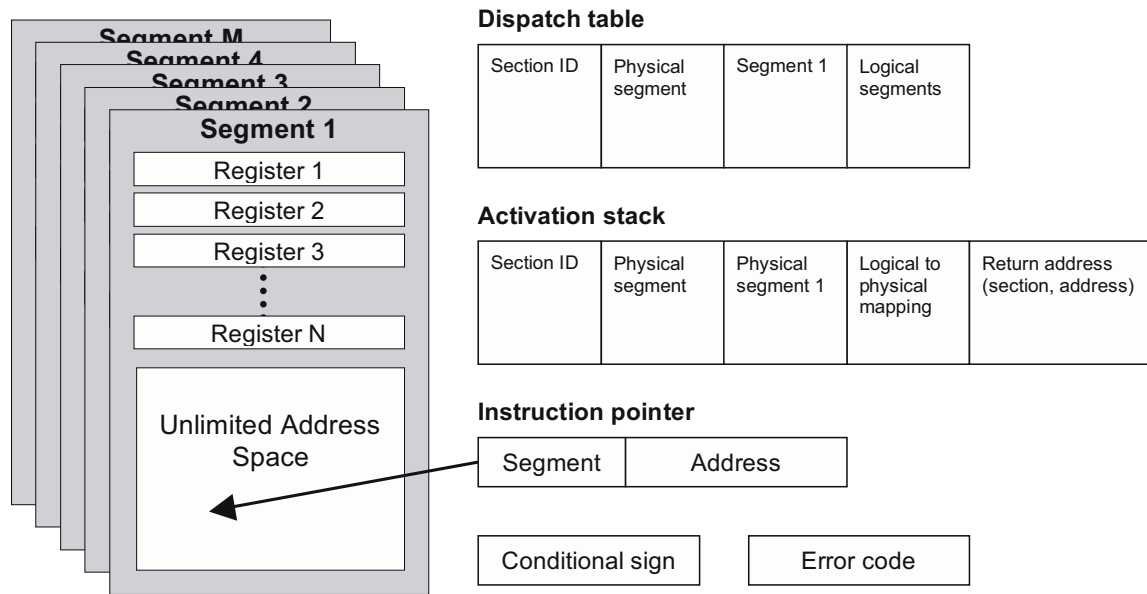 Segment M
Segment 4
Segment 3
Segment 2
Segment 1
Register 1
Register 2
Register 3
Register N
Unlimited Address
Space
Dispatch table
Section ID
Physical
segment
Segment 1
Logical
segments
Activation stack
Section ID
Physical
segment
Physical
segment 1
Logical to
physical
mapping
Return address
(section, address)
Instruction pointer
Segment
Address
Conditional sign
Error code